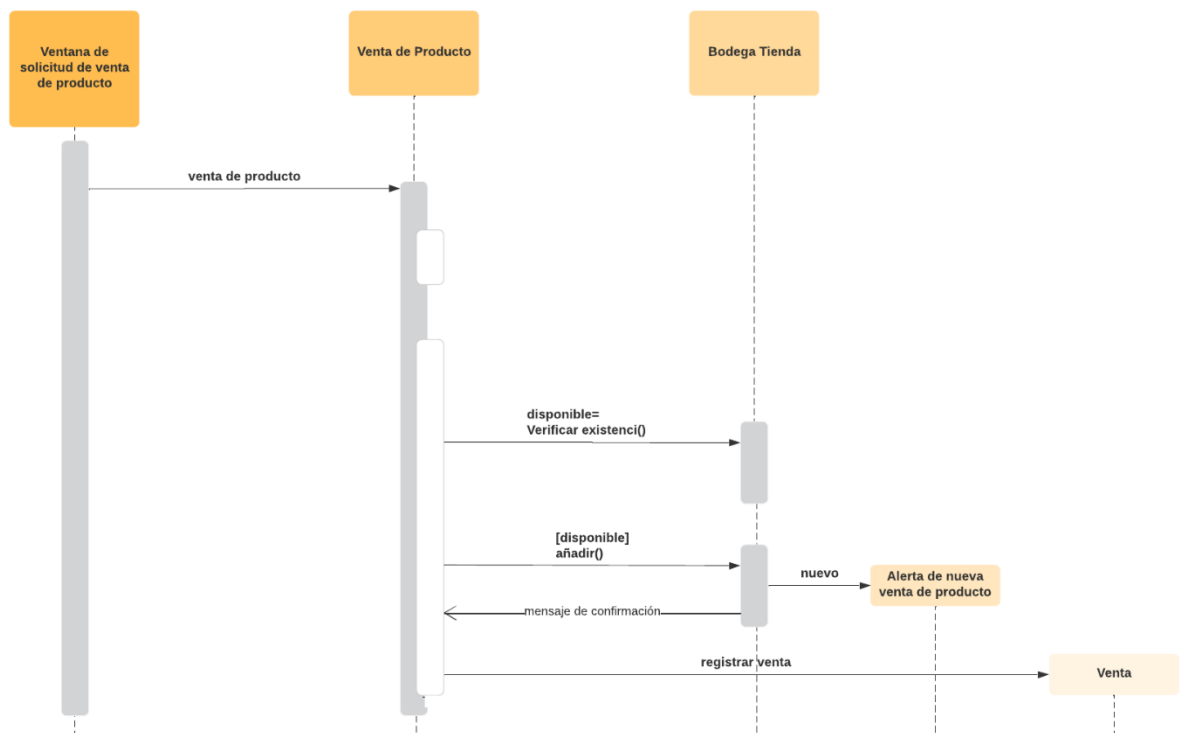 Ventana de
solicitud de venta
de producto
Venta de Producto
Bodega Tienda
venta de producto
disponible=
Verificar existenci()
[disponible]
añadir()
nuevo
Alerta de nueva
venta de producto
mensaje de confirmación
registrar venta
Venta